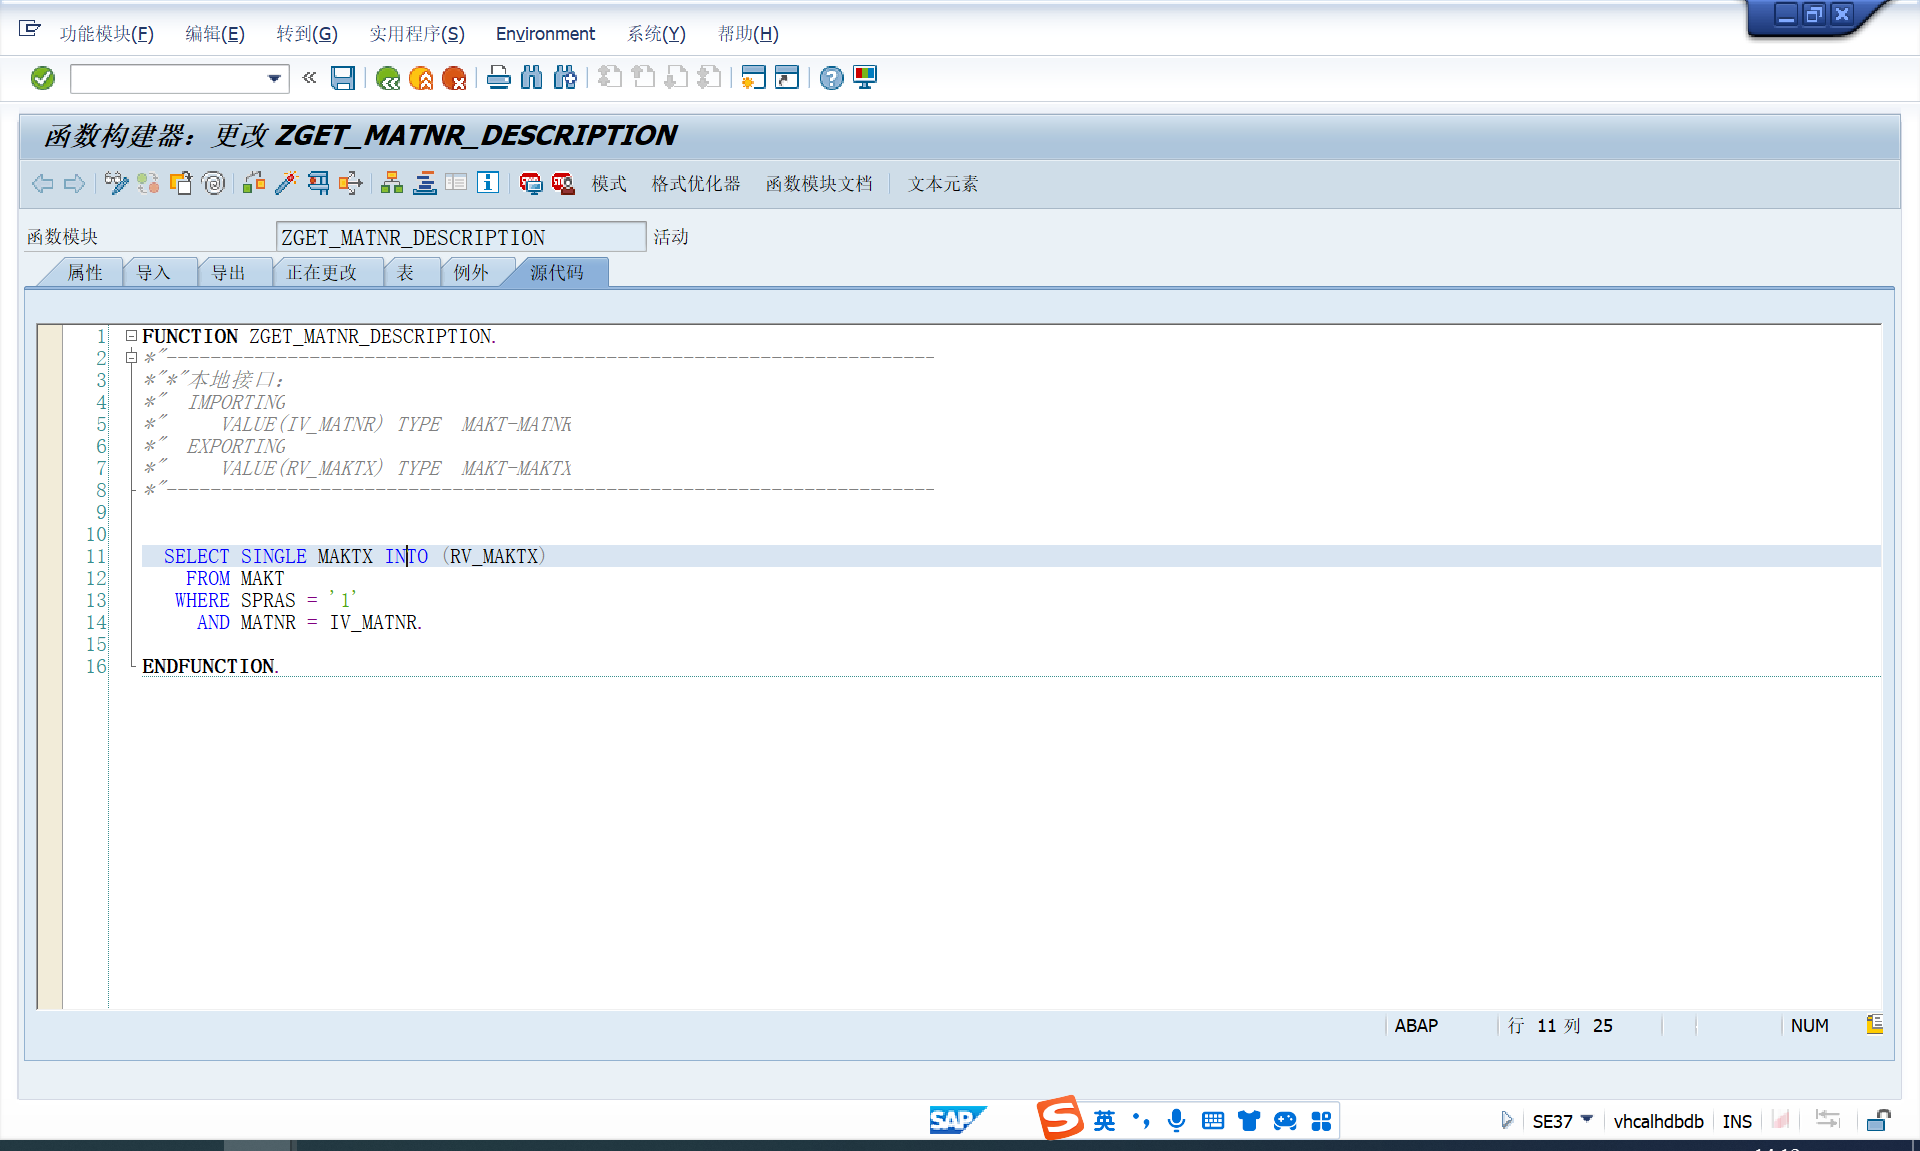 功能模块(F) 编辑(E) 转到(G) 实用程序(S) Environment 系统(Y) 帮助(H)
函数构建器：更改 ZGET_MATNR_DESCRIPTION
模式 格式优化器 函数模块文档 文本元素
函数模块 ZGET_MATNR_DESCRIPTION 活动
属性 导入 导出 正在更改 表 例外 源代码
1 FUNCTION ZGET_MATNR_DESCRIPTION.
2 *"----------------------------------------------------------------------
3 *"*"本地接口：
4 *"  IMPORTING
5 *"     VALUE(IV_MATNR) TYPE  MAKT-MATNR
6 *"  EXPORTING
7 *"     VALUE(RV_MAKTX) TYPE  MAKT-MAKTX
8 *"----------------------------------------------------------------------
9
10
11   SELECT SINGLE MAKTX INTO (RV_MAKTX)
12     FROM MAKT
13    WHERE SPRAS = '1'
14      AND MATNR = IV_MATNR.
15
16 ENDFUNCTION.
ABAP 行 11 列 25 NUM
SAP 英 SE37 vhcalhdbdb INS